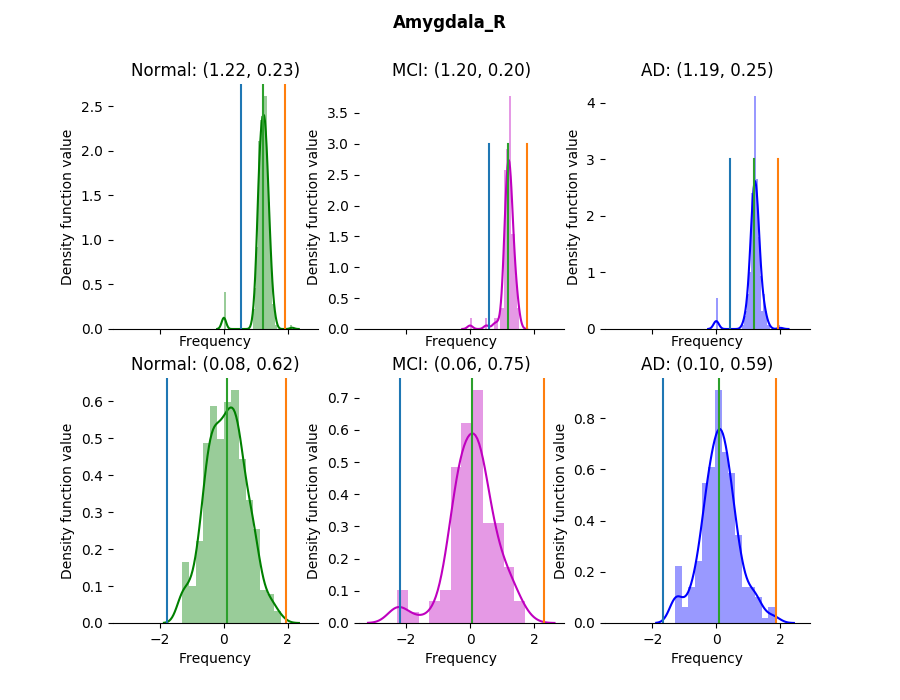 Amygdala_R
Normal: (1.22, 0.23)
MCI: (1.20, 0.20)
AD: (1.19, 0.25)
Density function value
2.5
2.0
1.5
1.0
0.5
0.0
Frequency
Density function value
3.5
3.0
2.5
2.0
1.5
1.0
0.5
0.0
Frequency
Density function value
4
3
2
1
0
Frequency
Normal: (0.08, 0.62)
MCI: (0.06, 0.75)
AD: (0.10, 0.59)
Density function value
0.6
0.5
0.4
0.3
0.2
0.1
0.0
−2 0 2
Frequency
Density function value
0.7
0.6
0.5
0.4
0.3
0.2
0.1
0.0
−2 0 2
Frequency
Density function value
0.8
0.6
0.4
0.2
0.0
−2 0 2
Frequency